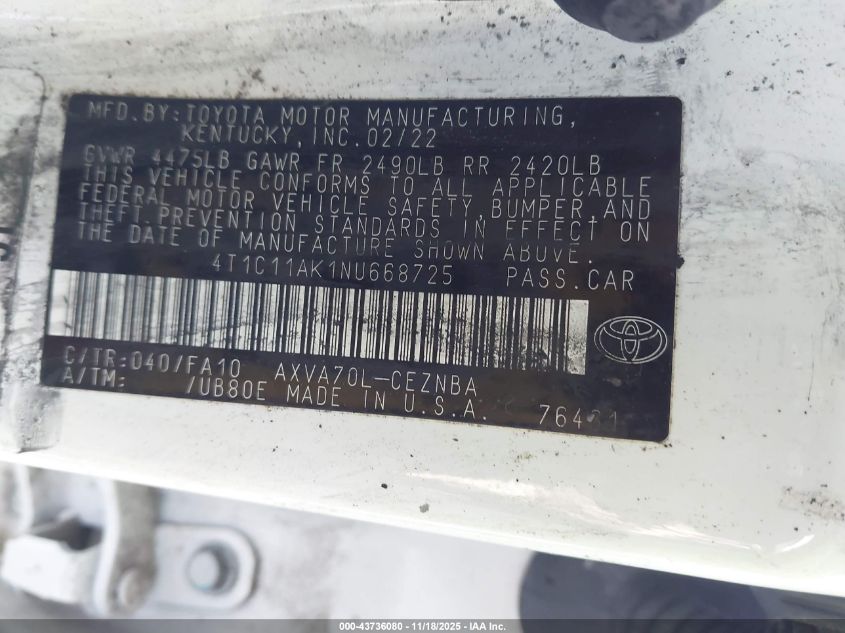 MFD.BY:TOYOTA MOTOR MANUFACTURING,
KENTUCKY, INC. 02/22
GVWR 4475LB GAWR FR 2490LB RR 2420LB
THIS VEHICLE CONFORMS TO ALL APPLICABLE
FEDERAL MOTOR VEHICLE SAFETY, BUMPER, AND
THEFT PREVENTION STANDARDS IN EFFECT ON
THE DATE OF MANUFACTURE SHOWN ABOVE.
4T1C11AK1NU668725 PASS.CAR
C/TR:040/FA10 AXVA70L-CEZNBA
A/TM: /UB80E MADE IN U.S.A.
000-43736080 - 11/18/2025 - IAA Inc.